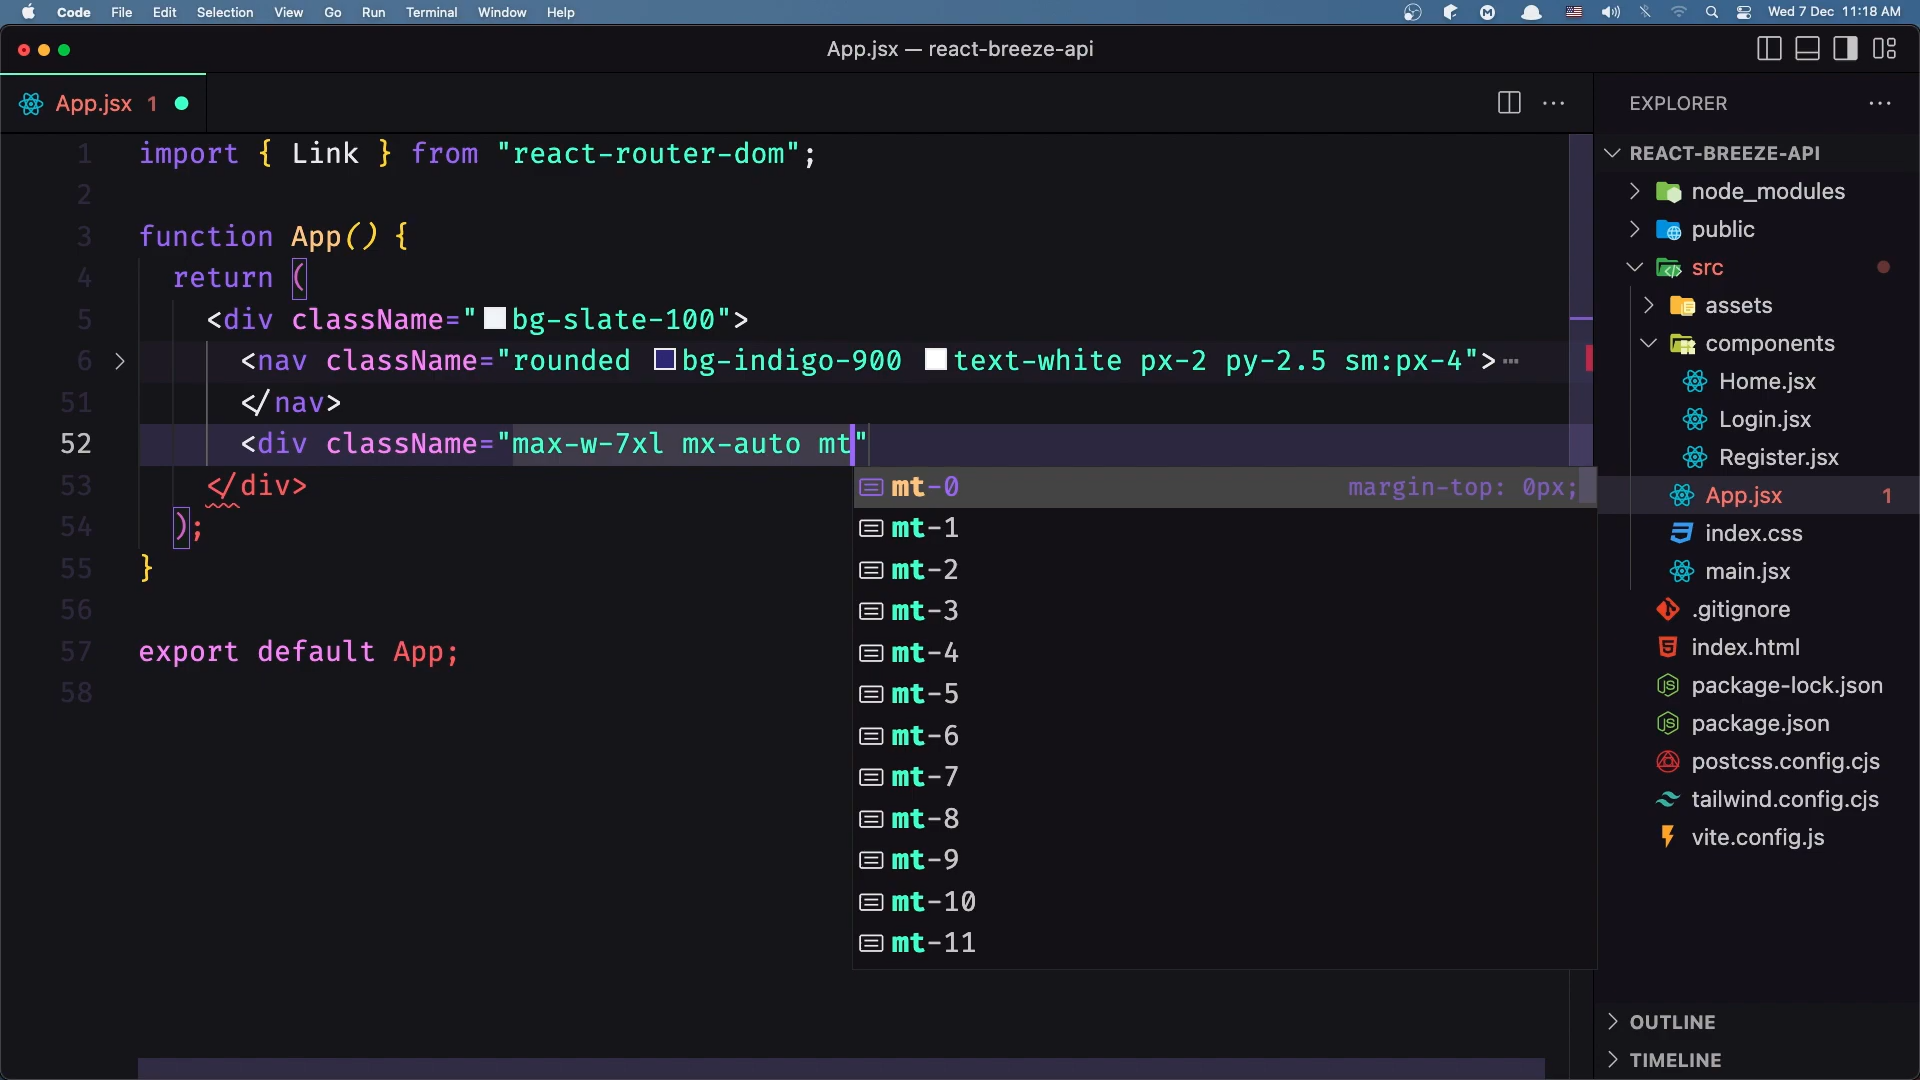 Code File Edit Selection View Go Run Terminal Window Help Wed 7 Dec 11:18 AM
App.jsx — react-breeze-api
App.jsx 1
1 import { Link } from "react-router-dom";
2
3 function App() {
4 return (
5 <div className="bg-slate-100">
6 <nav className="rounded bg-indigo-900 text-white px-2 py-2.5 sm:px-4">…
51 </nav>
52 <div className="max-w-7xl mx-auto mt"
53 </div>
54 );
55 }
56
57 export default App;
58
mt-0 margin-top: 0px;
mt-1
mt-2
mt-3
mt-4
mt-5
mt-6
mt-7
mt-8
mt-9
mt-10
mt-11
EXPLORER
REACT-BREEZE-API
node_modules
public
src
assets
components
Home.jsx
Login.jsx
Register.jsx
App.jsx 1
index.css
main.jsx
.gitignore
index.html
package-lock.json
package.json
postcss.config.cjs
tailwind.config.cjs
vite.config.js
OUTLINE
TIMELINE